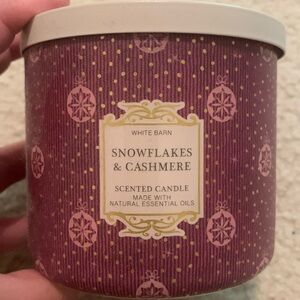 WHITE BARN
SNOWFLAKES
& CASHMERE
SCENTED CANDLE
MADE WITH
NATURAL ESSENTIAL OILS